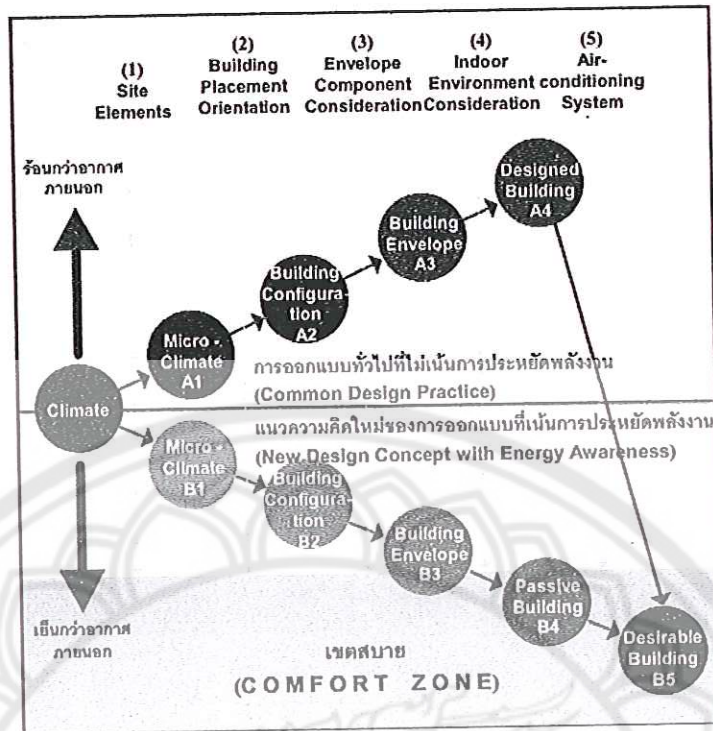 (1)
Site
Elements
(2)
Building
Placement
Orientation
(3)
Envelope
Component
Consideration
(4)
Indoor
Environment
Consideration
(5)
Air-
conditioning
System
ร้อนกว่าอากาศ
ภายนอก
Designed
Building
A4
Building
Envelope
A3
Building
Configura-
tion
A2
Micro -
Climate
A1
การออกแบบทั่วไปที่ไม่เน้นการประหยัดพลังงาน
(Common Design Practice)
Climate
แนวความคิดใหม่ของการออกแบบที่เน้นการประหยัดพลังงาน
(New Design Concept with Energy Awareness)
Micro -
Climate
B1
Building
Configura-
tion
B2
Building
Envelope
B3
Passive
Building
B4
Desirable
Building
B5
เย็นกว่าอากาศ
ภายนอก
เขตสบาย
(COMFORT ZONE)